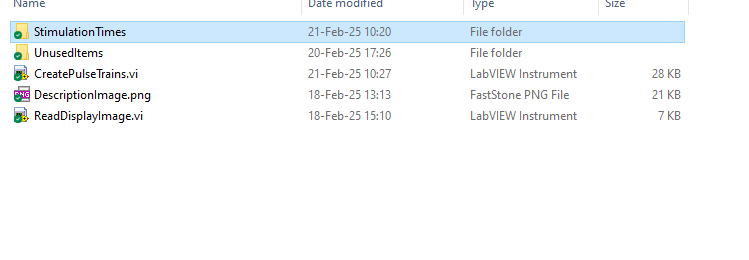 Name Date modified Type Size
StimulationTimes 21-Feb-25 10:20 File folder
UnusedItems 20-Feb-25 17:26 File folder
CreatePulseTrains.vi 21-Feb-25 10:27 LabVIEW Instrument 28 KB
DescriptionImage.png 18-Feb-25 13:13 FastStone PNG File 21 KB
ReadDisplayImage.vi 18-Feb-25 15:10 LabVIEW Instrument 7 KB